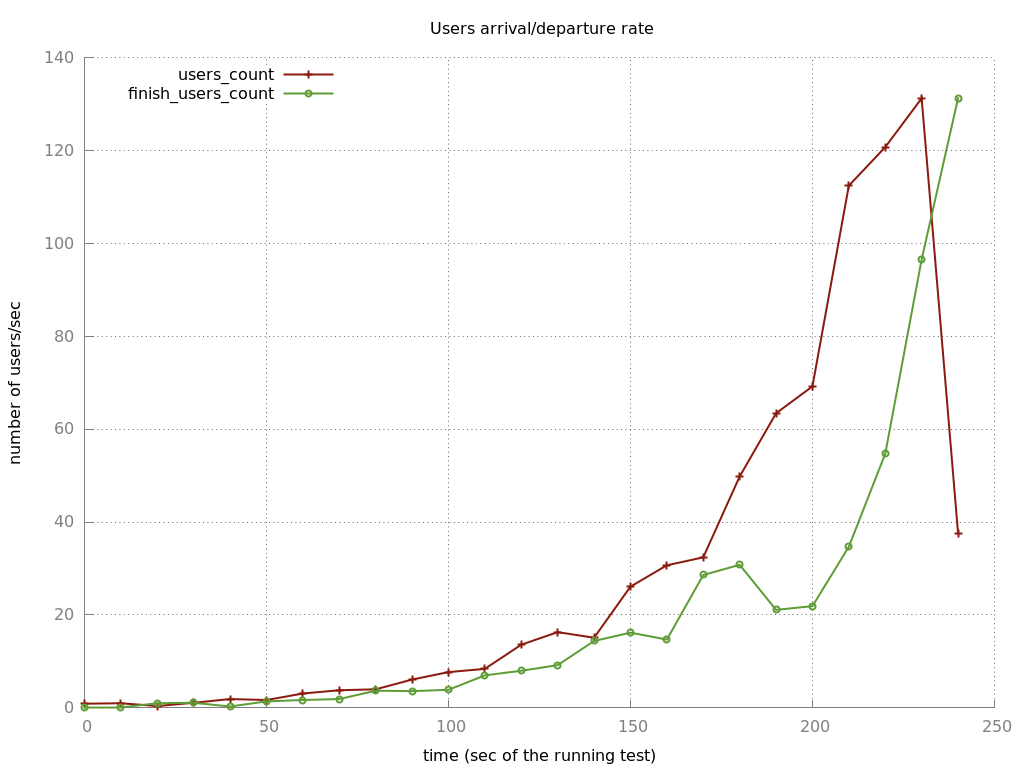 Users arrival/departure rate
140
users_count
finish_users_count
120
100
80
60
40
20
0
number of users/sec
0 50 100 150 200 250
time (sec of the running test)